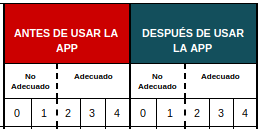 ANTES DE USAR LA
APP
DESPUÉS DE USAR
LA APP
No
Adecuado
Adecuado
No
Adecuado
Adecuado
0 1 2 3 4 0 1 2 3 4